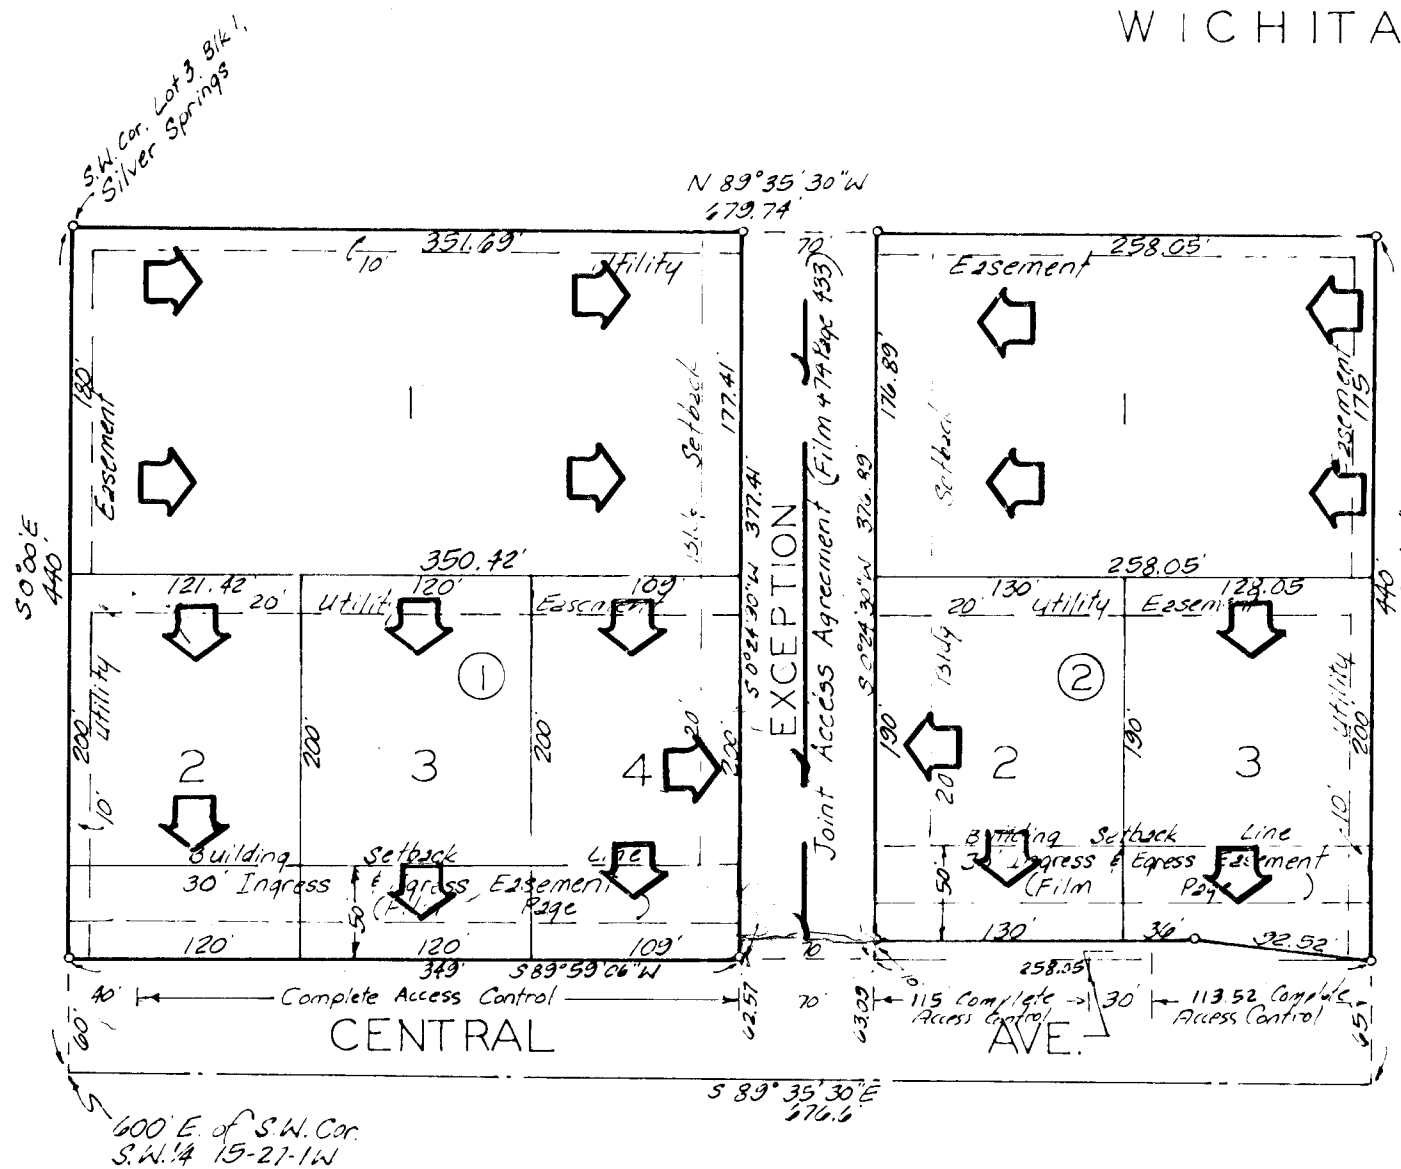 WICHITA
S.W. Cor. Lot 3, Blk 1,
Silver Springs
N 89°35'30"W
679.74'
351.69'
10'
Utility
70'
258.05'
Easement
180'
Easement
1
Bldg Setback
177.41'
S 0°24'30"W 377.41'
EXCEPTION
Joint Access Agreement (Film 474 Page 433)
176.89'
S 0°24'30"W 376.89'
Setback
1
Easement
175
S 0°00'E
440'
350.42'
121.42'
120'
109'
20' Utility Easement
258.05'
130'
128.05
20' Utility Easement
440'
Utility
200'
10'
2
200'
3
1
200'
4
20'
200'
190'
Bldg
20'
2
2
190'
3
Utility
200'
10'
Building Setback Line
30' Ingress & Egress Easement
(Film Page )
50'
Building Setback Line
30' Ingress & Egress Easement
(Film Page )
50'
120'
120'
109'
349'
S 89°59'06"W
70
130'
36'
92.52'
258.05'
10'
40'
Complete Access Control
62.57
70'
63.09
115 Complete
Access Control
30'
113.52 Complete
Access Control
60'
CENTRAL AVE.
65'
S 89°35'30"E
676.6'
600' E. of S.W. Cor.
S.W. 1/4 15-27-1W